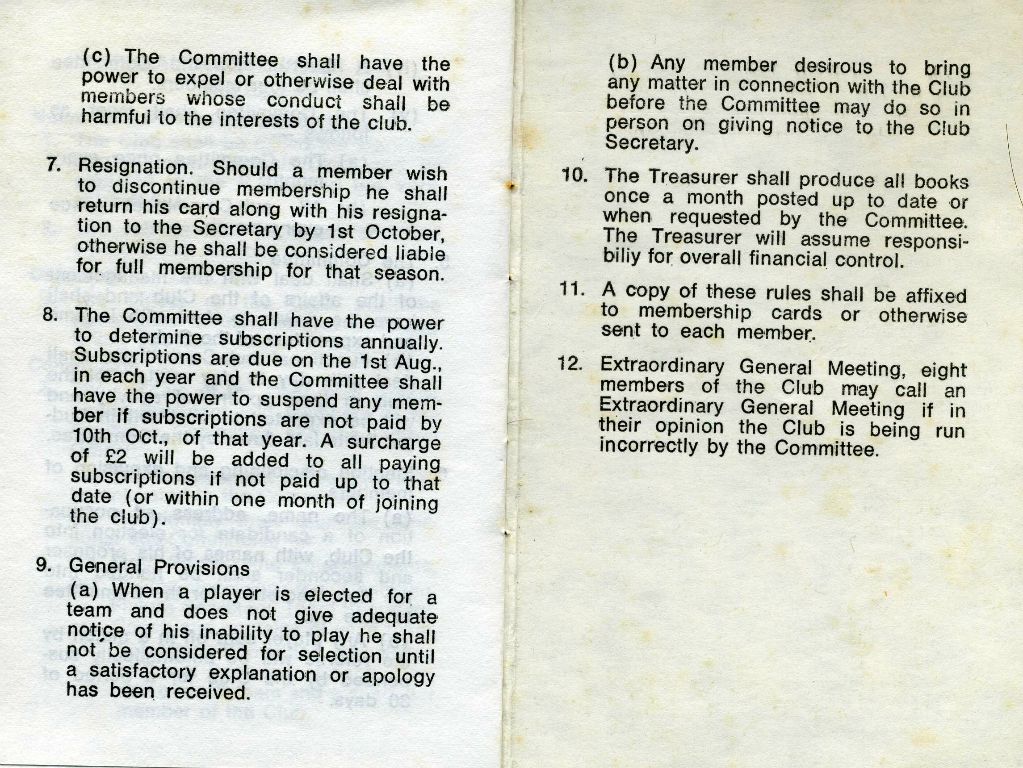 (c) The Committee shall have the
power to expel or otherwise deal with
members whose conduct shall be
harmful to the interests of the club.
7. Resignation. Should a member wish
to discontinue membership he shall
return his card along with his resigna-
tion to the Secretary by 1st October,
otherwise he shall be considered liable
for full membership for that season.
8. The Committee shall have the power
to determine subscriptions annually.
Subscriptions are due on the 1st Aug.,
in each year and the Committee shall
have the power to suspend any mem-
ber if subscriptions are not paid by
10th Oct., of that year. A surcharge
of £2 will be added to all paying
subscriptions if not paid up to that
date (or within one month of joining
the club).
9. General Provisions
(a) When a player is elected for a
team and does not give adequate
notice of his inability to play he shall
not be considered for selection until
a satisfactory explanation or apology
has been received.
(b) Any member desirous to bring
any matter in connection with the Club
before the Committee may do so in
person on giving notice to the Club
Secretary.
10. The Treasurer shall produce all books
once a month posted up to date or
when requested by the Committee.
The Treasurer will assume responsi-
biliy for overall financial control.
11. A copy of these rules shall be affixed
to membership cards or otherwise
sent to each member.
12. Extraordinary General Meeting, eight
members of the Club may call an
Extraordinary General Meeting if in
their opinion the Club is being run
incorrectly by the Committee.